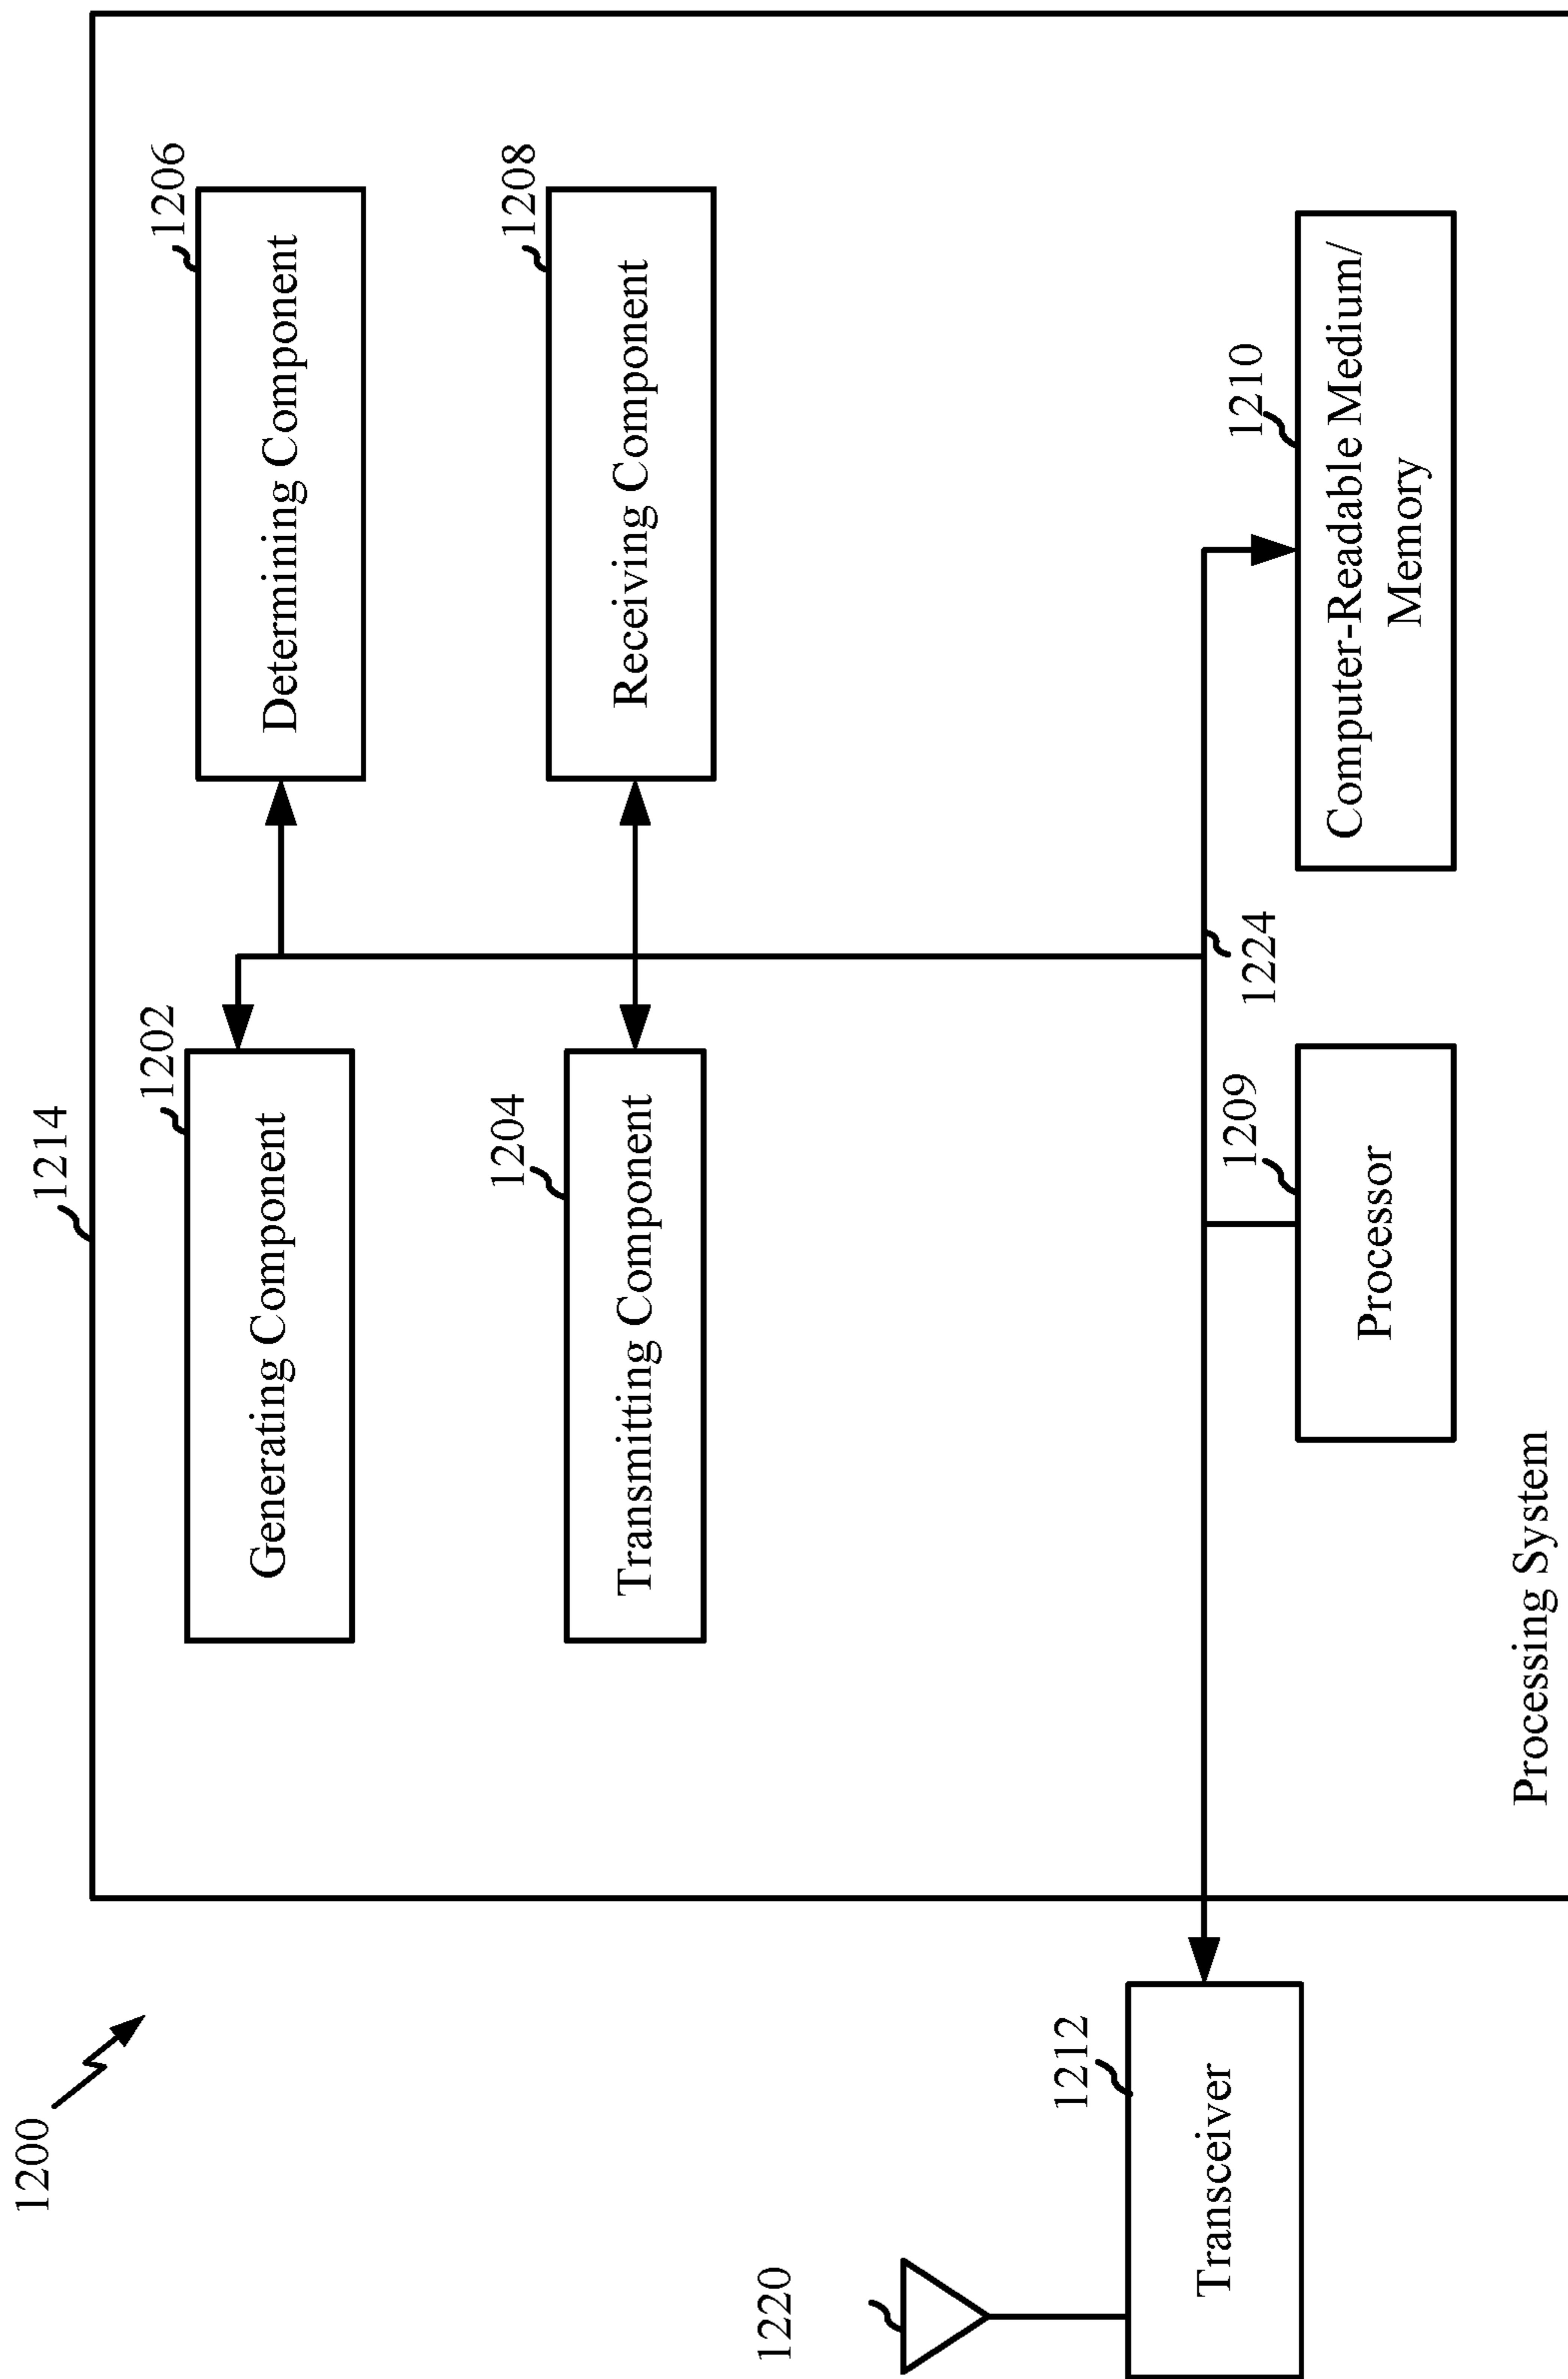 1200
1214
1202
Generating Component
1206
Determining Component
1204
Transmitting Component
1208
Receiving Component
1220
1212
Transceiver
1224
1209
Processor
1210
Computer-Readable Medium/
Memory
Processing System